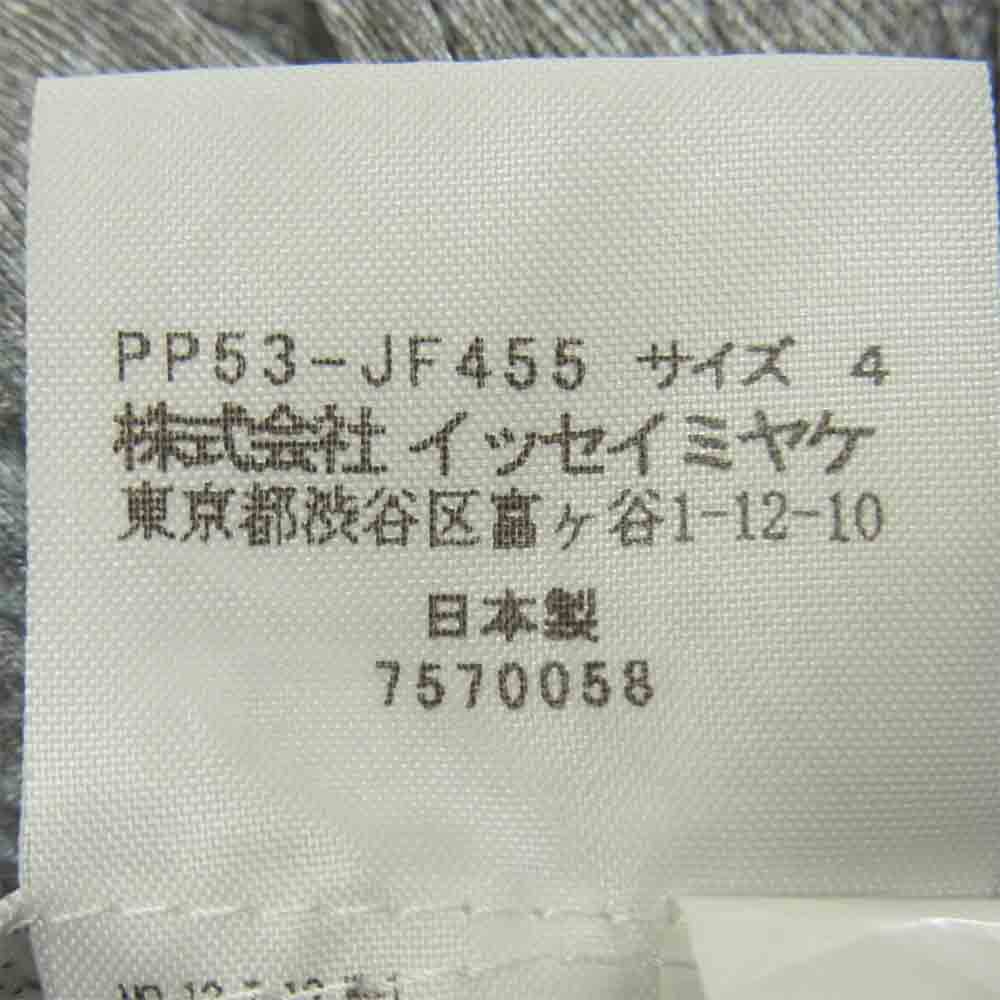 PP53-JF455 サイズ 4
株式会社 イッセイミヤケ
東京都渋谷区富ヶ谷1-12-10
日本製
7570058